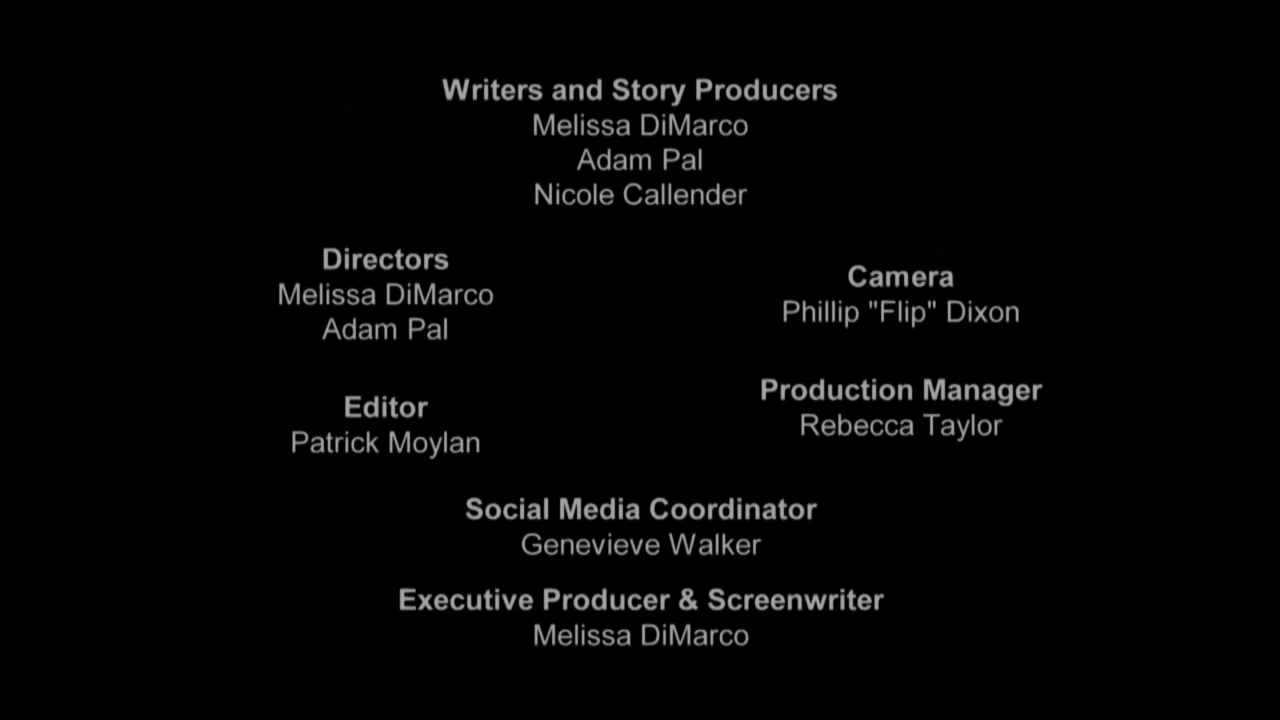 Writers and Story Producers
Melissa DiMarco
Adam Pal
Nicole Callender
Directors
Melissa DiMarco
Adam Pal
Camera
Phillip "Flip" Dixon
Editor
Patrick Moylan
Production Manager
Rebecca Taylor
Social Media Coordinator
Genevieve Walker
Executive Producer & Screenwriter
Melissa DiMarco